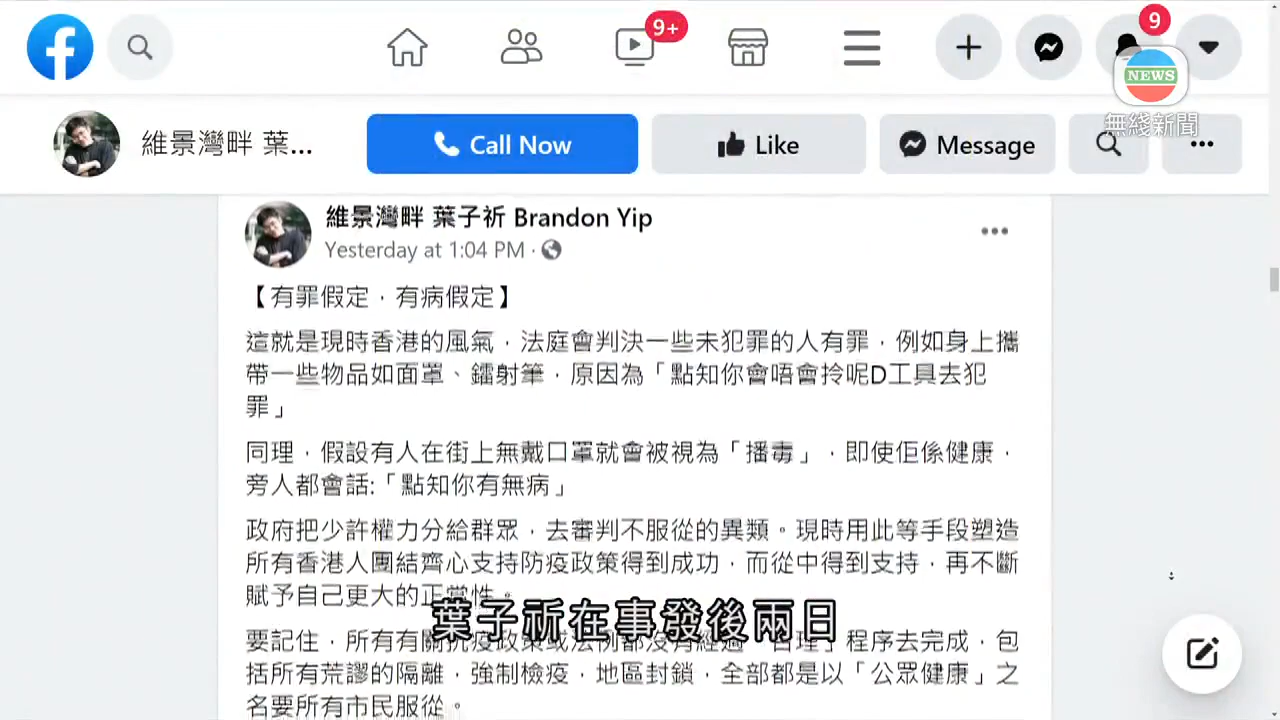 9+
9
NEWS
無綫新聞
維景灣畔 葉...
Call Now
Like
Message
維景灣畔 葉子祈 Brandon Yip
Yesterday at 1:04 PM ·
【有罪假定，有病假定】
這就是現時香港的風氣，法庭會判決一些未犯罪的人有罪，例如身上攜
帶一些物品如面罩、鐳射筆，原因為「點知你會唔會拎呢D工具去犯
罪」
同理，假設有人在街上無戴口罩就會被視為「播毒」，即使佢係健康，
旁人都會話:「點知你有無病」
政府把少許權力分給群眾，去審判不服從的異類。現時用此等手段塑造
所有香港人團結齊心支持防疫政策得到成功，而從中得到支持，再不斷
賦予自己更大的正當性。
葉子祈在事發後兩日
要記住，所有有關抗疫政策或法例都沒有經過「合理」程序去完成，包
括所有荒謬的隔離，強制檢疫，地區封鎖，全部都是以「公眾健康」之
名要所有市民服從。